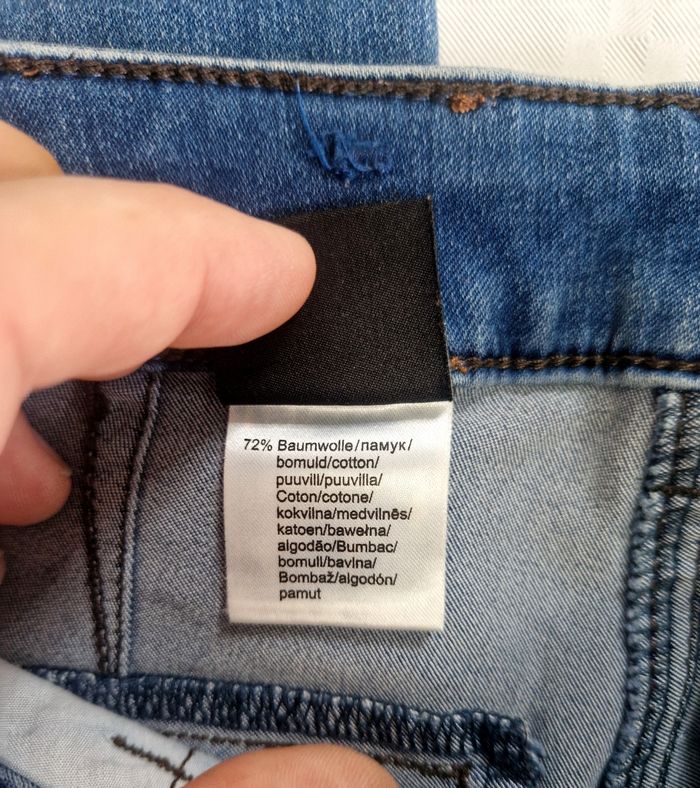 72% Baumwolle/памук/
bomuld/cotton/
puuvill/puuvilla/
Coton/cotone/
kokvilna/medvilnės/
katoen/bawełna/
algodão/Bumbac/
bomull/bavlna/
Bombaž/algodón/
pamut